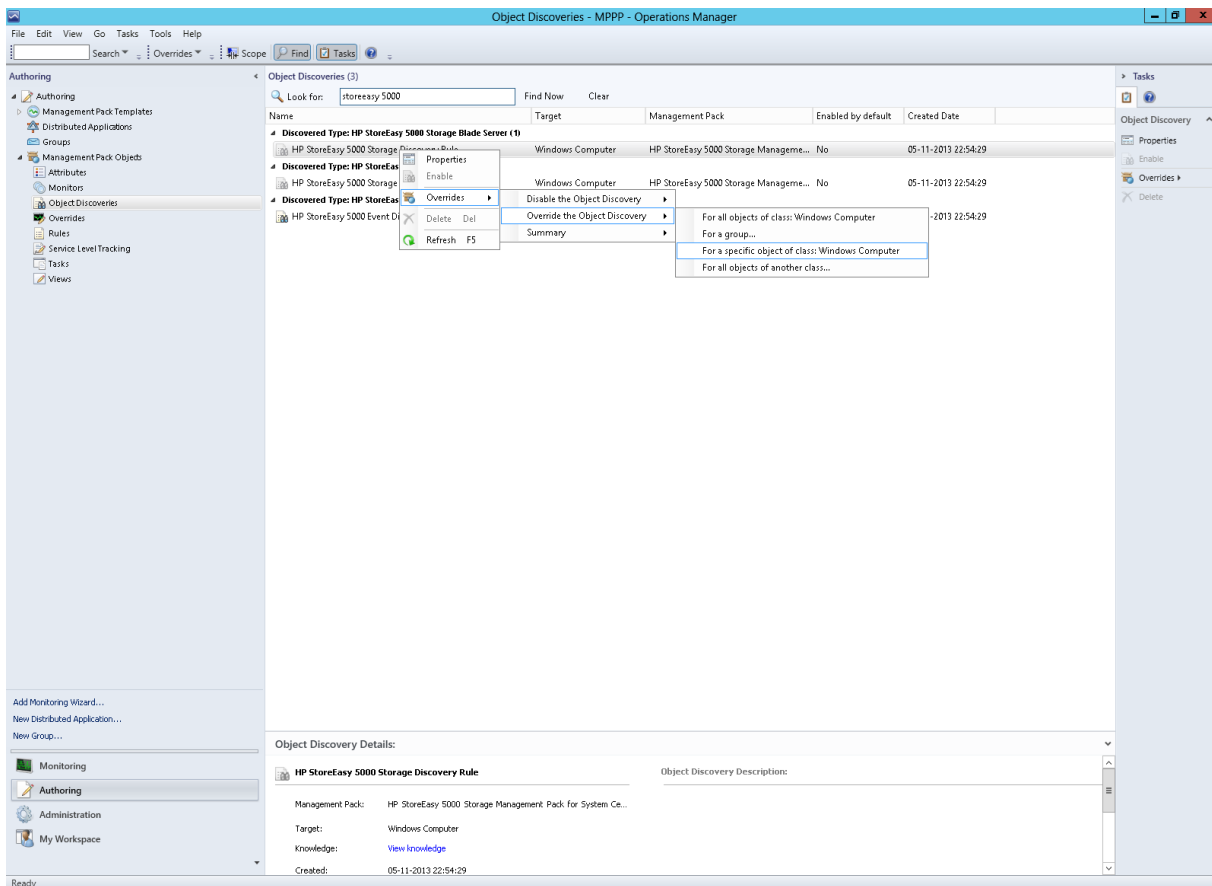 Object Discoveries - MPPP - Operations Manager
File Edit View Go Tasks Tools Help
Search Overrides Scope Find Tasks
Authoring
Authoring
Management Pack Templates
Distributed Applications
Groups
Management Pack Objects
Attributes
Monitors
Object Discoveries
Overrides
Rules
Service Level Tracking
Tasks
Views
Add Monitoring Wizard...
New Distributed Application...
New Group...
Monitoring
Authoring
Administration
My Workspace
Object Discoveries (3)
Look for: storeeasy 5000 Find Now Clear
Name Target Management Pack Enabled by default Created Date
Discovered Type: HP StoreEasy 5000 Storage Blade Server (1)
HP StoreEasy 5000 Storage Discovery Rule Windows Computer HP StoreEasy 5000 Storage Manageme... No 05-11-2013 22:54:29
Discovered Type: HP StoreEas
HP StoreEasy 5000 Storage Windows Computer HP StoreEasy 5000 Storage Manageme... No 05-11-2013 22:54:29
Discovered Type: HP StoreEas
HP StoreEasy 5000 Event Di -2013 22:54:29
Properties
Enable
Overrides
Delete Del
Refresh F5
Disable the Object Discovery
Override the Object Discovery
Summary
For all objects of class: Windows Computer
For a group...
For a specific object of class: Windows Computer
For all objects of another class...
Object Discovery Details:
HP StoreEasy 5000 Storage Discovery Rule Object Discovery Description:
Management Pack: HP StoreEasy 5000 Storage Management Pack for System Ce...
Target: Windows Computer
Knowledge: View knowledge
Created: 05-11-2013 22:54:29
Tasks
Object Discovery
Properties
Enable
Overrides
Delete
Ready